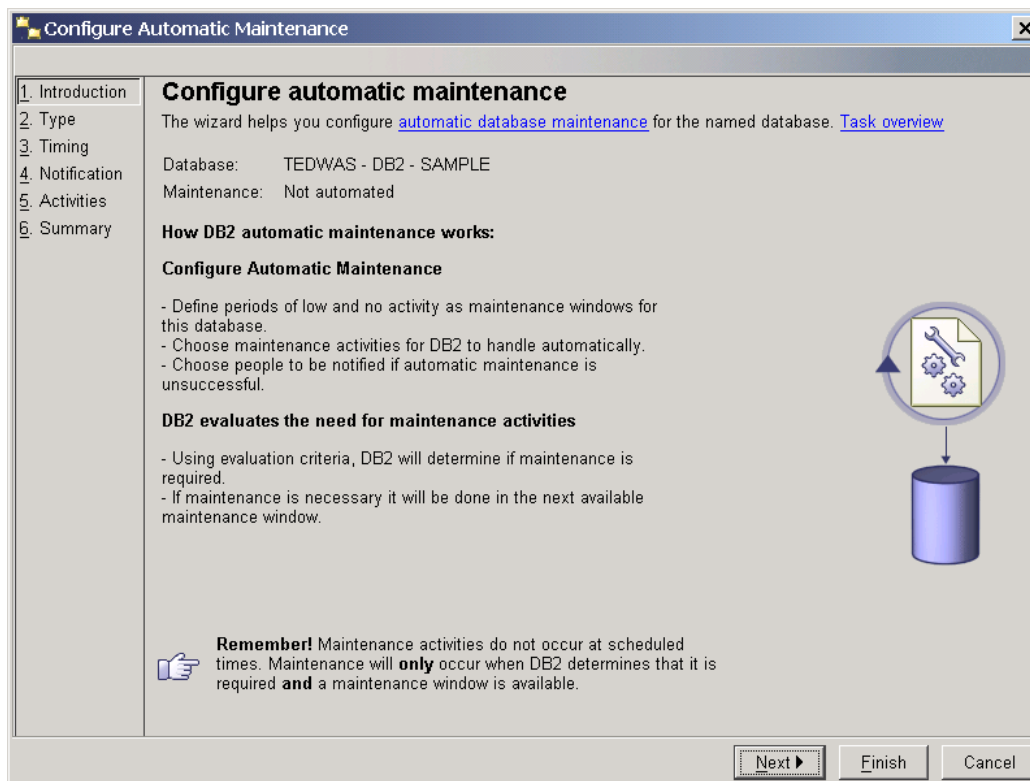 Configure Automatic Maintenance
1. Introduction
2. Type
3. Timing
4. Notification
5. Activities
6. Summary
Configure automatic maintenance
The wizard helps you configure automatic database maintenance for the named database. Task overview
Database: TEDWAS - DB2 - SAMPLE
Maintenance: Not automated
How DB2 automatic maintenance works:
Configure Automatic Maintenance
- Define periods of low and no activity as maintenance windows for
this database.
- Choose maintenance activities for DB2 to handle automatically.
- Choose people to be notified if automatic maintenance is
unsuccessful.
DB2 evaluates the need for maintenance activities
- Using evaluation criteria, DB2 will determine if maintenance is
required.
- If maintenance is necessary it will be done in the next available
maintenance window.
Remember! Maintenance activities do not occur at scheduled
times. Maintenance will only occur when DB2 determines that it is
required and a maintenance window is available.
Next Finish Cancel